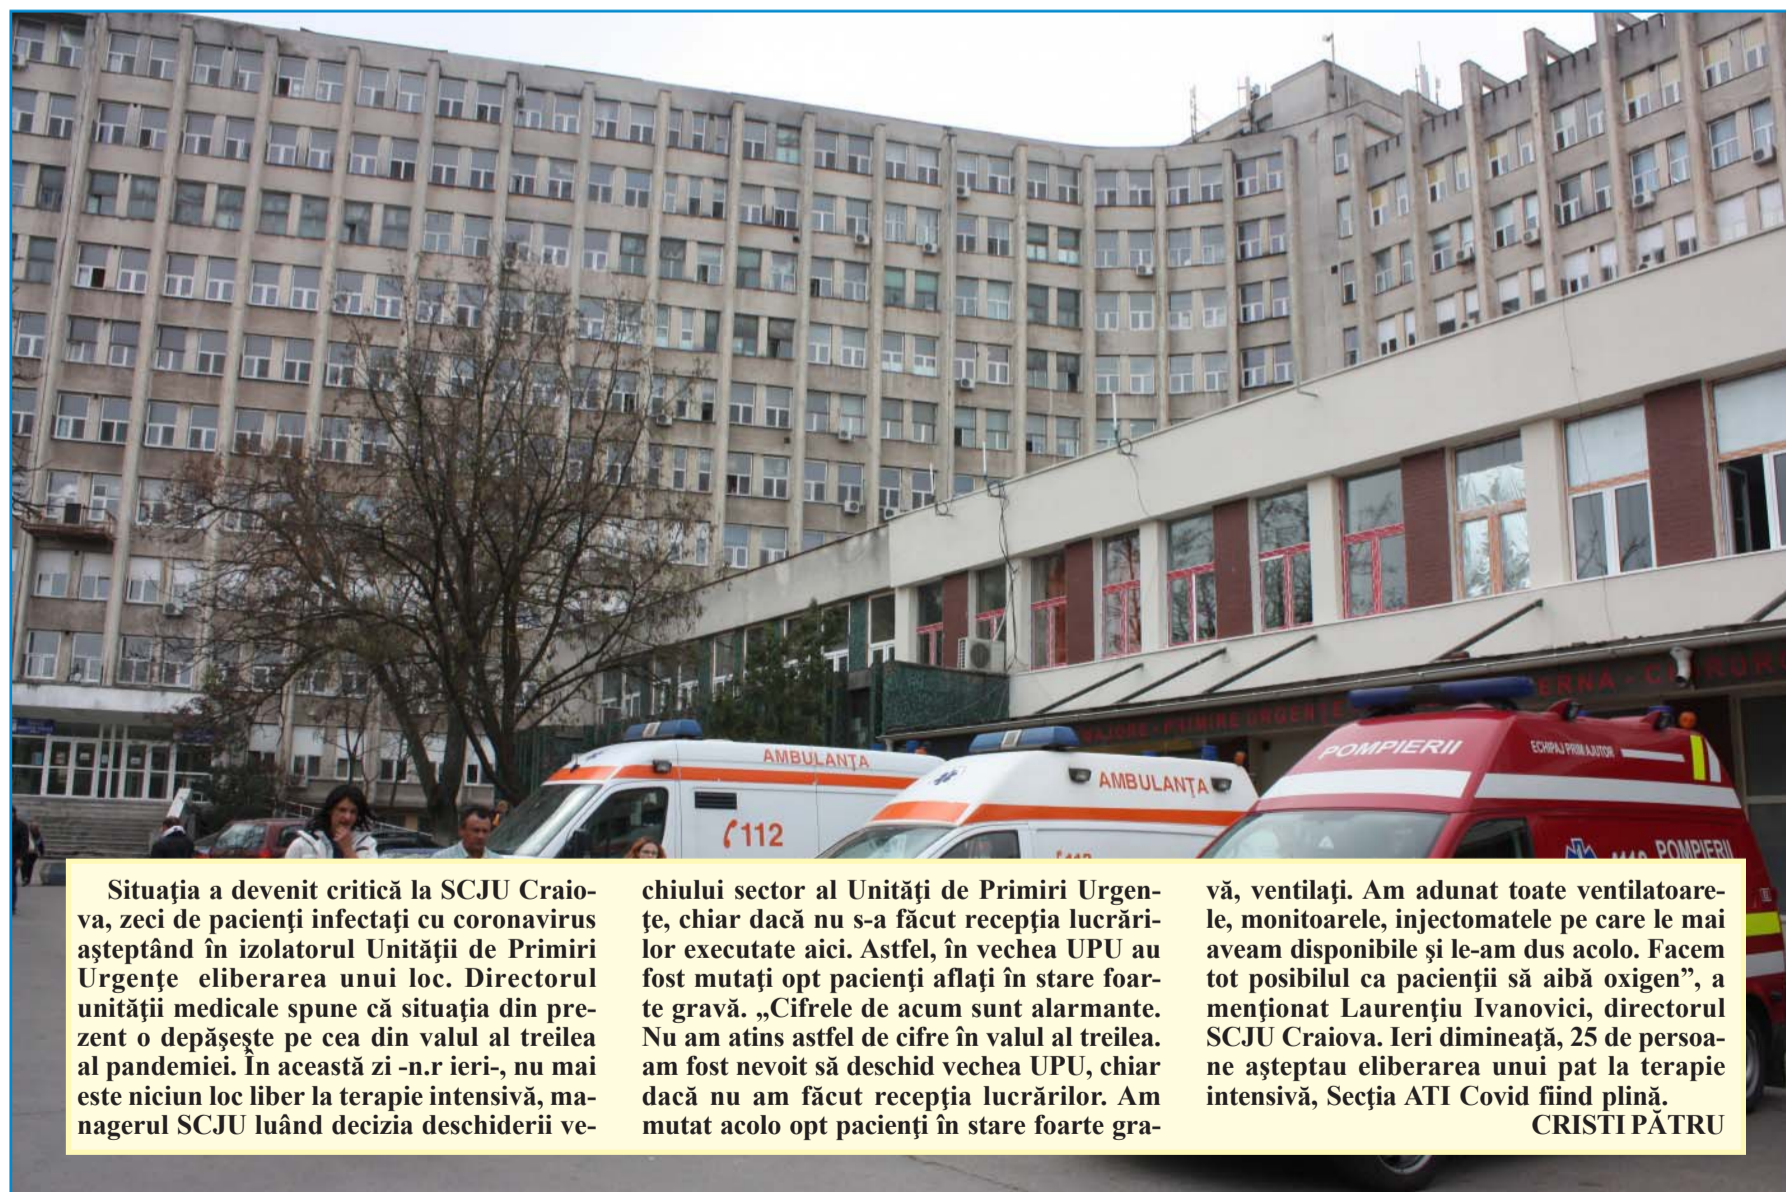 AMBULANŢA
112
AMBULANŢA
POMPIERII
ECHIPAJ PRIM AJUTOR
MAJORE - PRIMIRE URGENŢE
ERNA - CHIRUR
POMPIERII
Situaţia a devenit critică la SCJU Craio-
va, zeci de pacienţi infectaţi cu coronavirus
aşteptând în izolatorul Unităţii de Primiri
Urgenţe eliberarea unui loc. Directorul
unităţii medicale spune că situaţia din pre-
zent o depăşeşte pe cea din valul al treilea
al pandemiei. În această zi -n.r ieri-, nu mai
este niciun loc liber la terapie intensivă, ma-
nagerul SCJU luând decizia deschiderii ve-
chiului sector al Unităţi de Primiri Urgen-
ţe, chiar dacă nu s-a făcut recepţia lucrări-
lor executate aici. Astfel, în vechea UPU au
fost mutaţi opt pacienţi aflaţi în stare foar-
te gravă. „Cifrele de acum sunt alarmante.
Nu am atins astfel de cifre în valul al treilea.
am fost nevoit să deschid vechea UPU, chiar
dacă nu am făcut recepţia lucrărilor. Am
mutat acolo opt pacienţi în stare foarte gra-
vă, ventilaţi. Am adunat toate ventilatoare-
le, monitoarele, injectomatele pe care le mai
aveam disponibile şi le-am dus acolo. Facem
tot posibilul ca pacienţii să aibă oxigen”, a
menţionat Laurenţiu Ivanovici, directorul
SCJU Craiova. Ieri dimineaţă, 25 de persoa-
ne aşteptau eliberarea unui pat la terapie
intensivă, Secţia ATI Covid fiind plină.
CRISTI PĂTRU